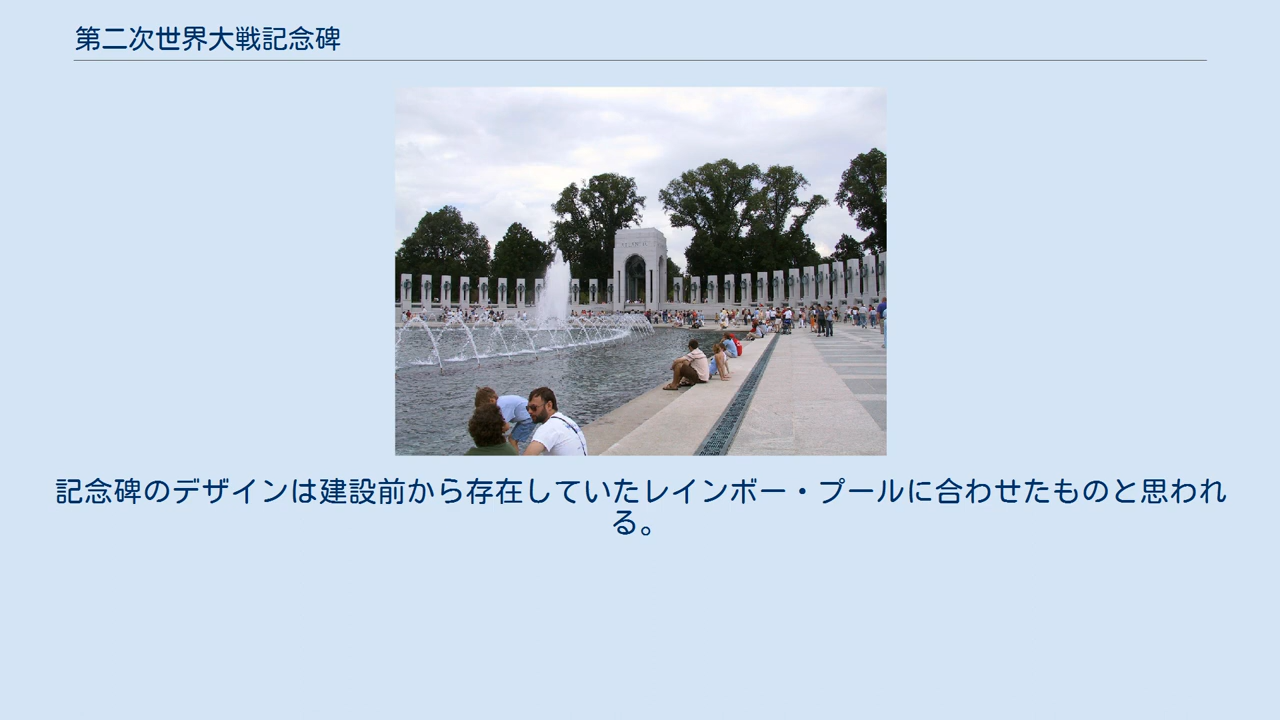 第二次世界大戦記念碑
記念碑のデザインは建設前から存在していたレインボー・プールに合わせたものと思われ
る。